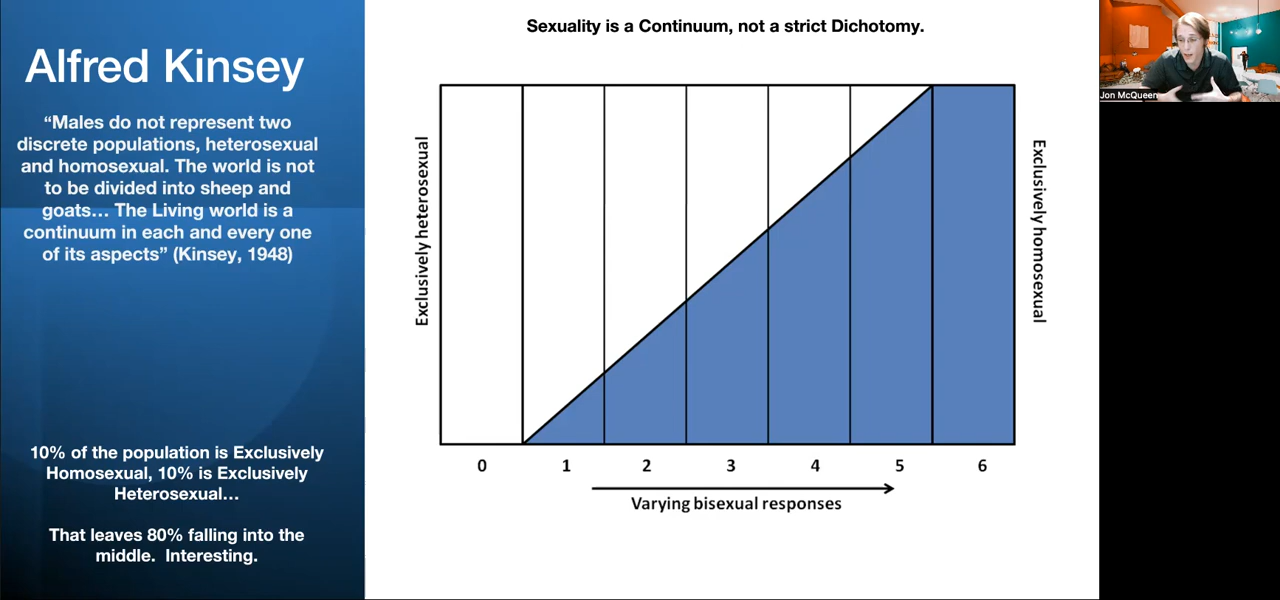 Alfred Kinsey
“Males do not represent two
discrete populations, heterosexual
and homosexual. The world is not
to be divided into sheep and
goats… The Living world is a
continuum in each and every one
of its aspects” (Kinsey, 1948)
10% of the population is Exclusively
Homosexual, 10% is Exclusively
Heterosexual…
That leaves 80% falling into the
middle.  Interesting.
Sexuality is a Continuum, not a strict Dichotomy.
Exclusively heterosexual
Exclusively homosexual
0 1 2 3 4 5 6
Varying bisexual responses
Jon McQueen